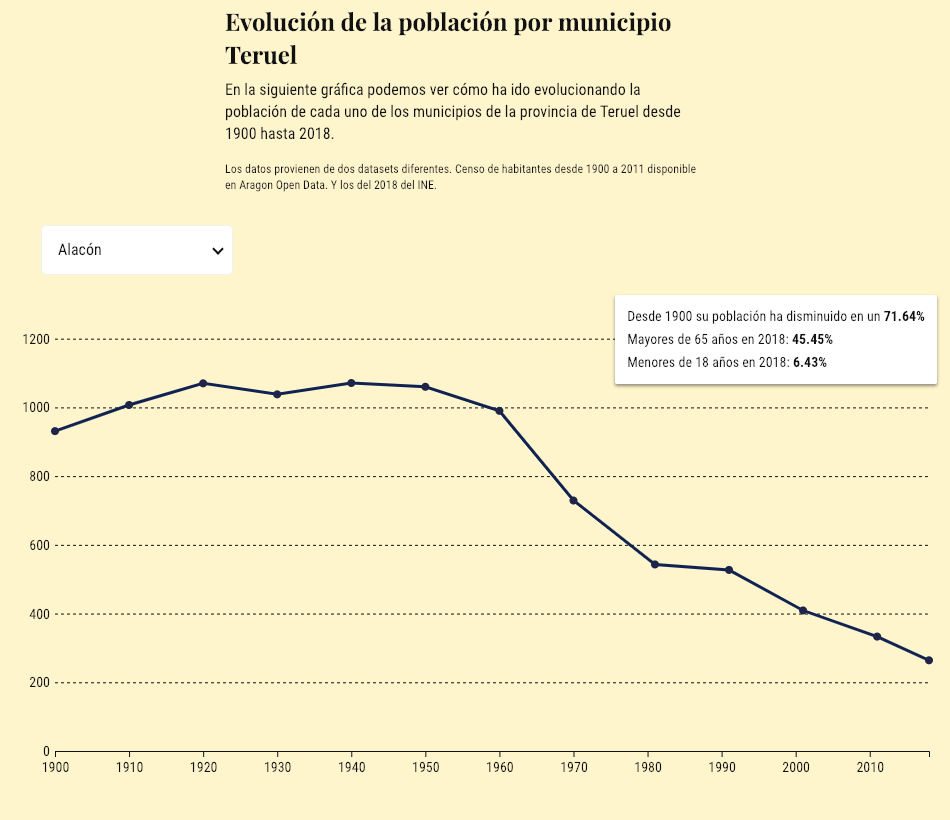 Evolución de la población por municipio
Teruel
En la siguiente gráfica podemos ver cómo ha ido evolucionando la
población de cada uno de los municipios de la provincia de Teruel desde
1900 hasta 2018.
Los datos provienen de dos datasets diferentes. Censo de habitantes desde 1900 a 2011 disponible
en Aragon Open Data. Y los del 2018 del INE.
Alacón
Desde 1900 su población ha disminuido en un 71.64%
Mayores de 65 años en 2018: 45.45%
Menores de 18 años en 2018: 6.43%
1200
1000
800
600
400
200
0
1900 1910 1920 1930 1940 1950 1960 1970 1980 1990 2000 2010